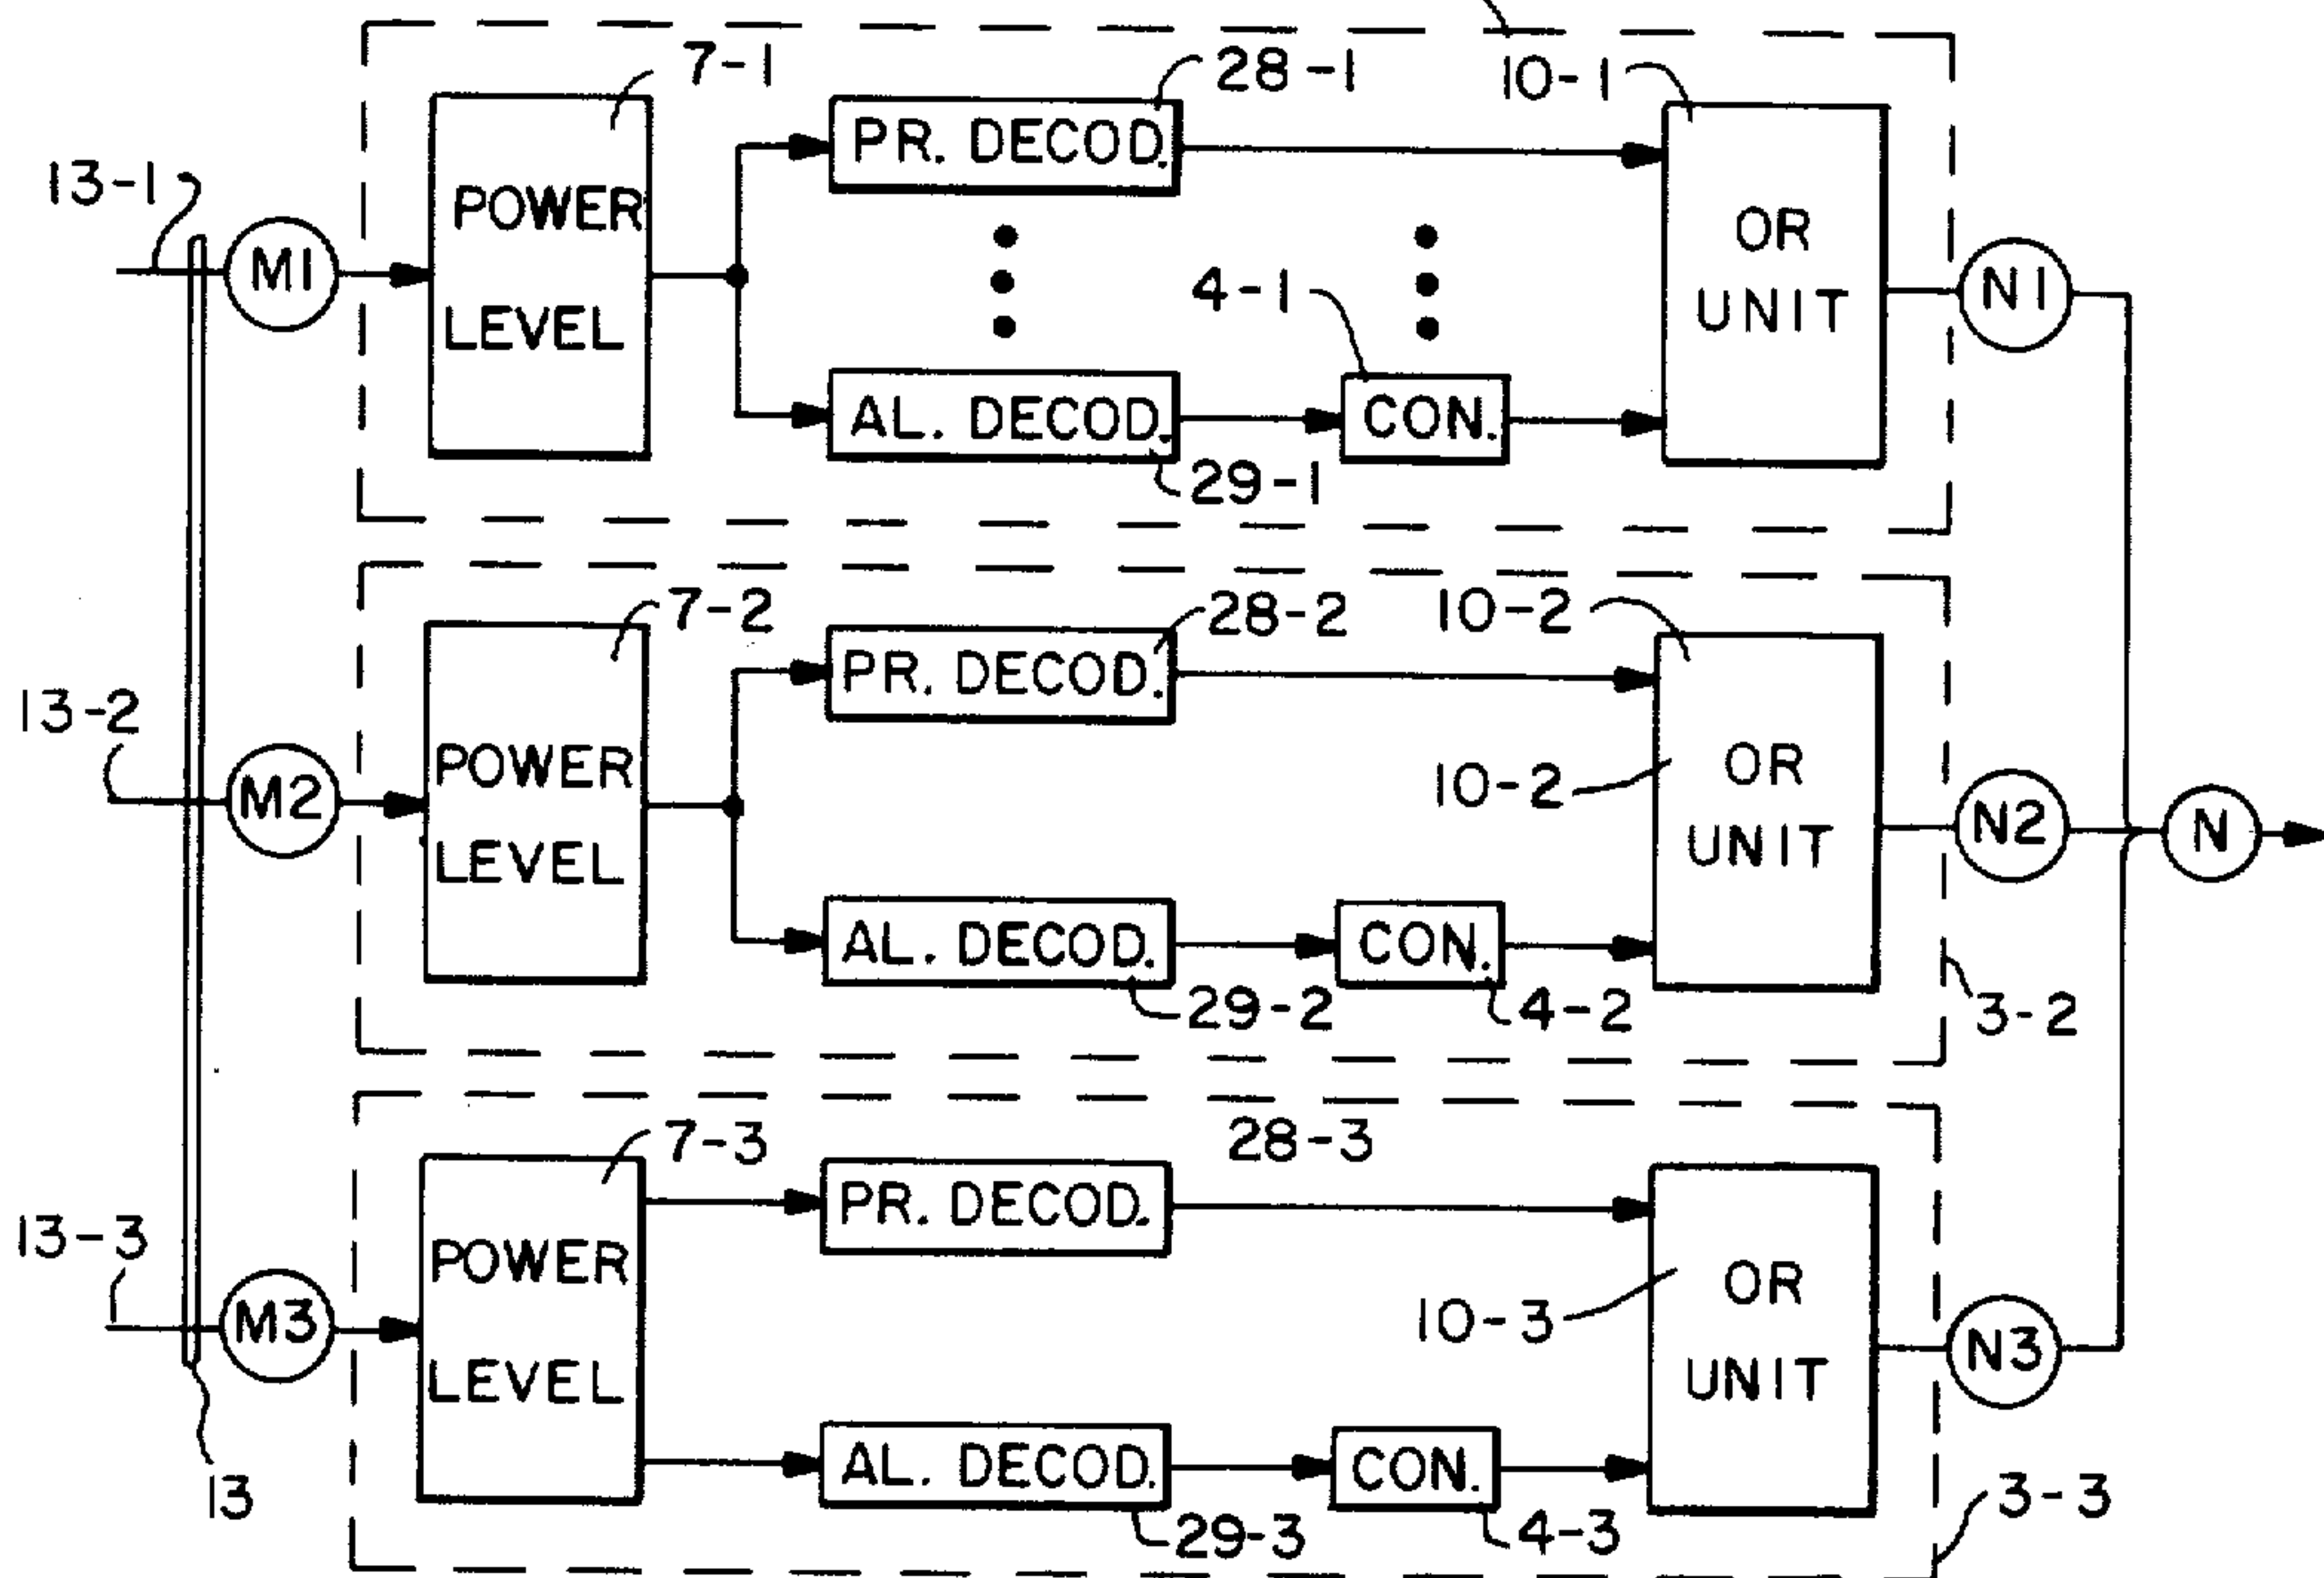 7-1
28-1
10-1
13-1
M1
POWER
LEVEL
PR. DECOD.
4-1
OR
UNIT
N1
AL. DECOD.
CON.
29-1
7-2
28-2
10-2
13-2
M2
POWER
LEVEL
PR. DECOD.
10-2
OR
UNIT
N2
N
AL. DECOD.
CON.
29-2
4-2
3-2
7-3
28-3
13-3
M3
POWER
LEVEL
PR. DECOD.
10-3
OR
UNIT
N3
AL. DECOD.
CON.
13
29-3
4-3
3-3